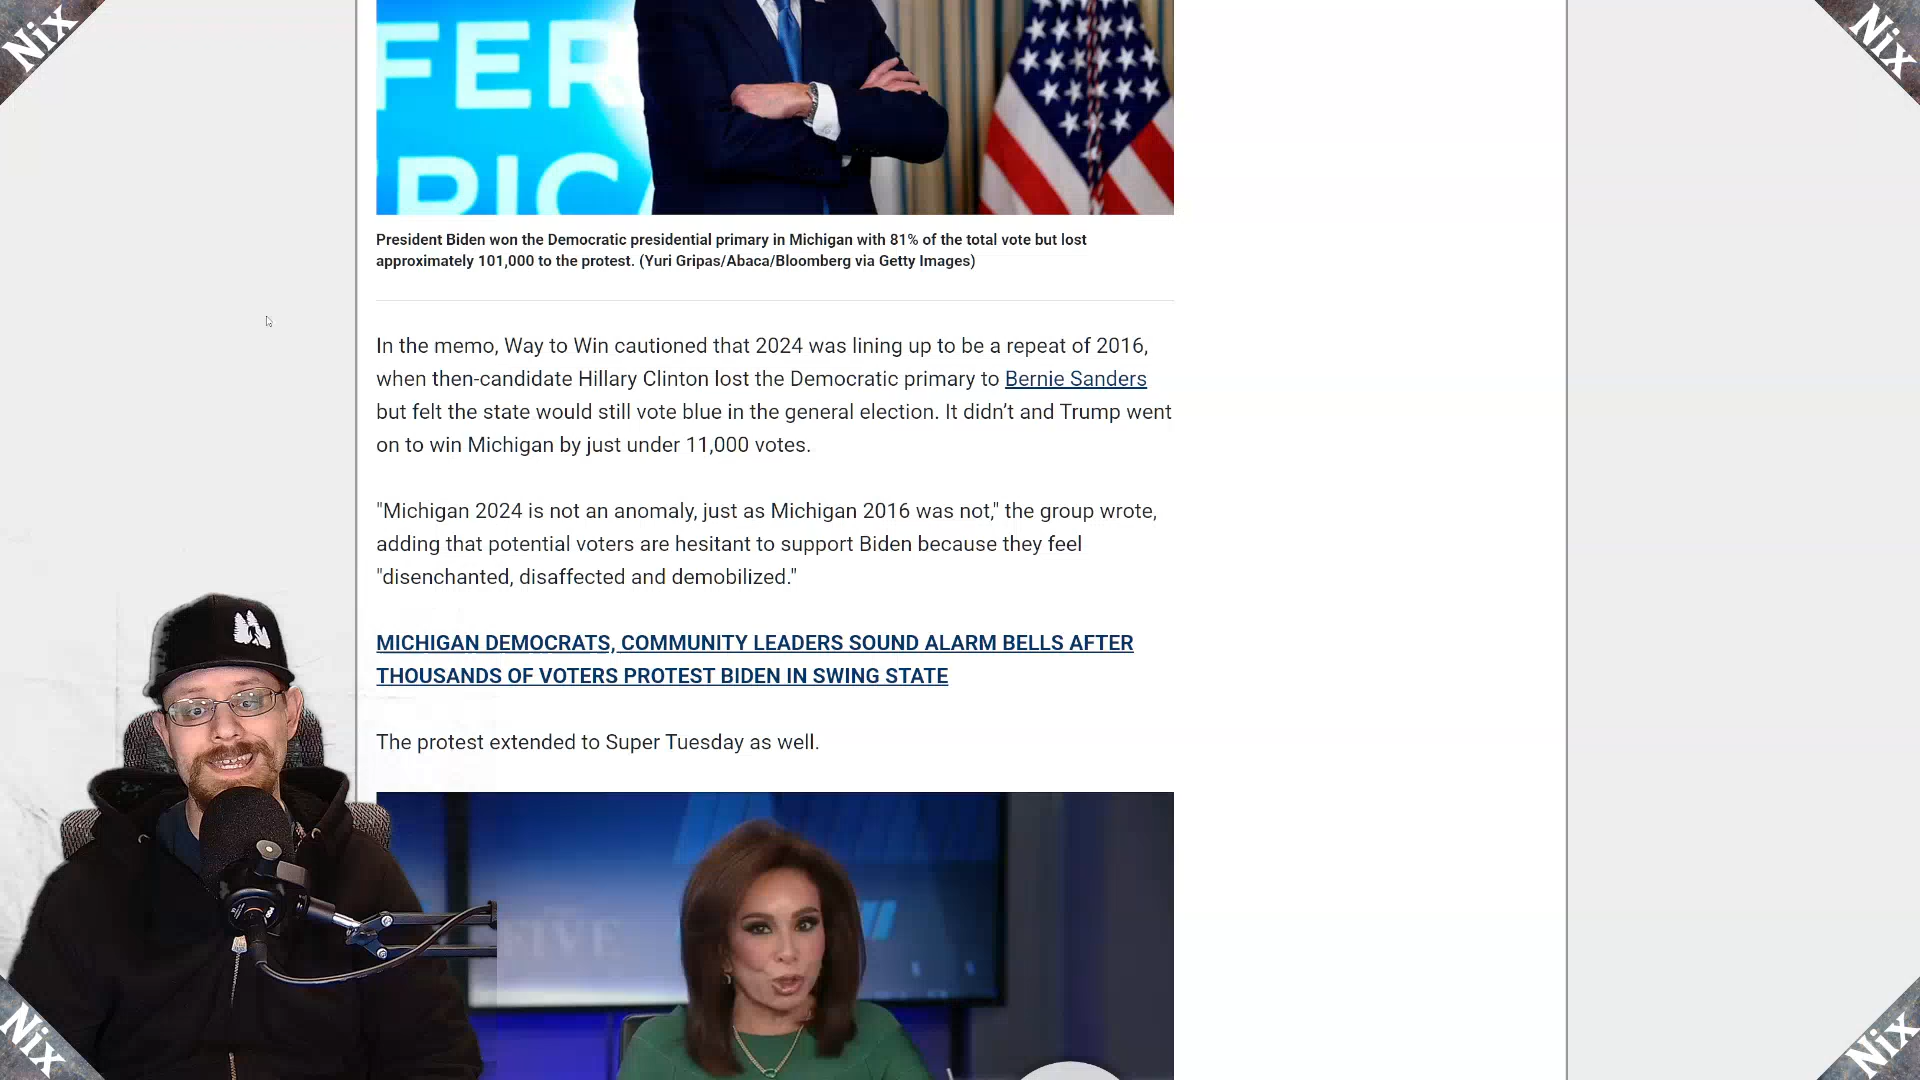 Nix
Nix
FER
RIC
President Biden won the Democratic presidential primary in Michigan with 81% of the total vote but lost
approximately 101,000 to the protest. (Yuri Gripas/Abaca/Bloomberg via Getty Images)
In the memo, Way to Win cautioned that 2024 was lining up to be a repeat of 2016,
when then-candidate Hillary Clinton lost the Democratic primary to Bernie Sanders
but felt the state would still vote blue in the general election. It didn’t and Trump went
on to win Michigan by just under 11,000 votes.
"Michigan 2024 is not an anomaly, just as Michigan 2016 was not," the group wrote,
adding that potential voters are hesitant to support Biden because they feel
"disenchanted, disaffected and demobilized."
MICHIGAN DEMOCRATS, COMMUNITY LEADERS SOUND ALARM BELLS AFTER
THOUSANDS OF VOTERS PROTEST BIDEN IN SWING STATE
The protest extended to Super Tuesday as well.
FIVE
Nix
Nix